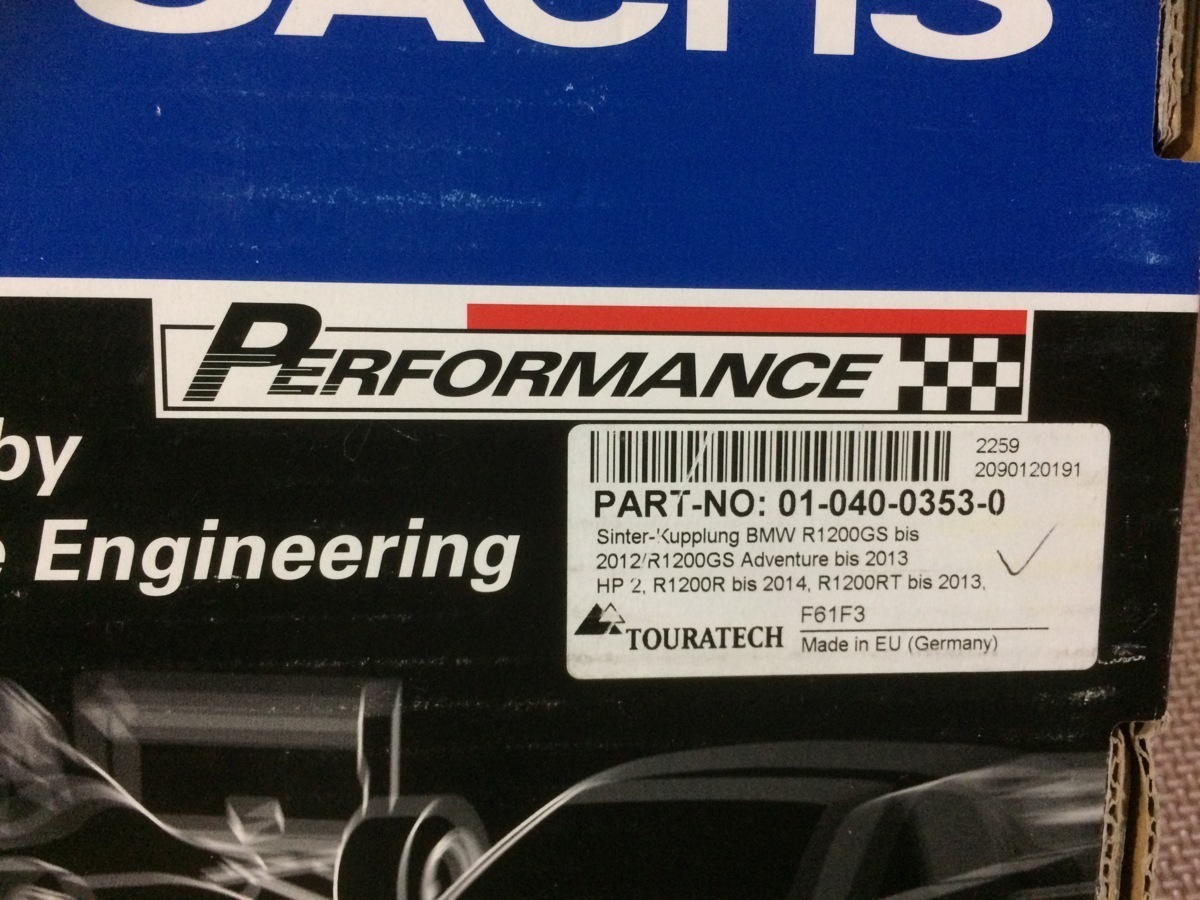 SACHS
PERFORMANCE
by
Engineering
2259
2090120191
PART-NO: 01-040-0353-0
Sinter-Kupplung BMW R1200GS bis
2012/R1200GS Adventure bis 2013
HP 2, R1200R bis 2014, R1200RT bis 2013,
F61F3
TOURATECH
Made in EU (Germany)